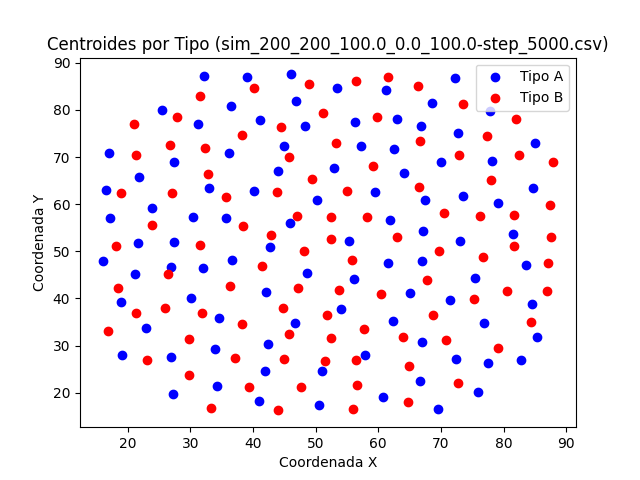 Centroides por Tipo (sim_200_200_100.0_0.0_100.0-step_5000.csv)
Tipo A
Tipo B
90
80
70
60
50
40
30
20
Coordenada Y
20 30 40 50 60 70 80 90
Coordenada X